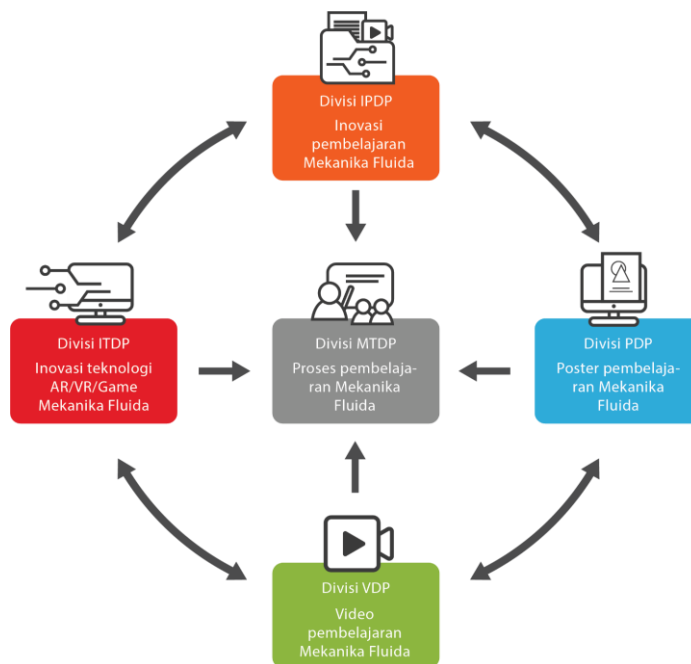 Divisi IPDP
Inovasi
pembelajaran
Mekanika Fluida
Divisi ITDP
Inovasi teknologi
AR/VR/Game
Mekanika Fluida
Divisi MTDP
Proses pembelaja-
ran Mekanika
Fluida
Divisi PDP
Poster pembelaja-
ran Mekanika
Fluida
Divisi VDP
Video
pembelajaran
Mekanika Fluida